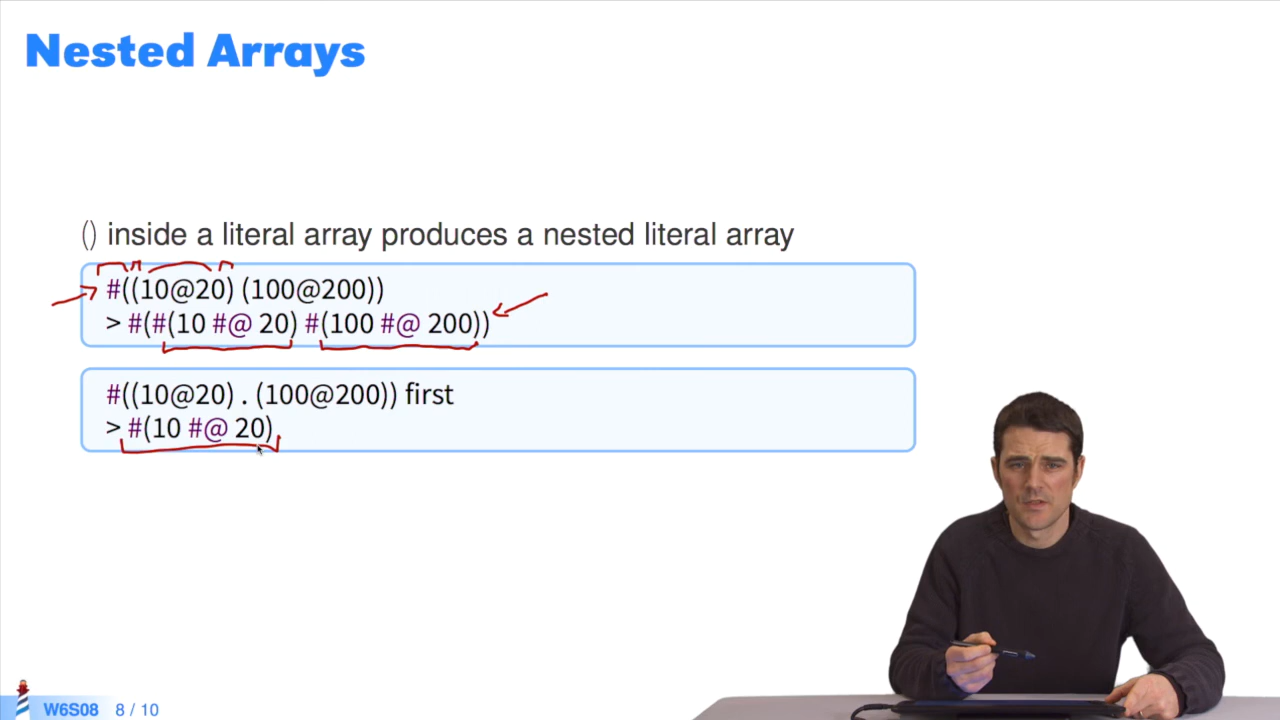 Nested Arrays
() inside a literal array produces a nested literal array
#((10@20) (100@200))
> #(#(10 #@ 20) #(100 #@ 200))
#((10@20) . (100@200)) first
> #(10 #@ 20)
W6S08 8 / 10